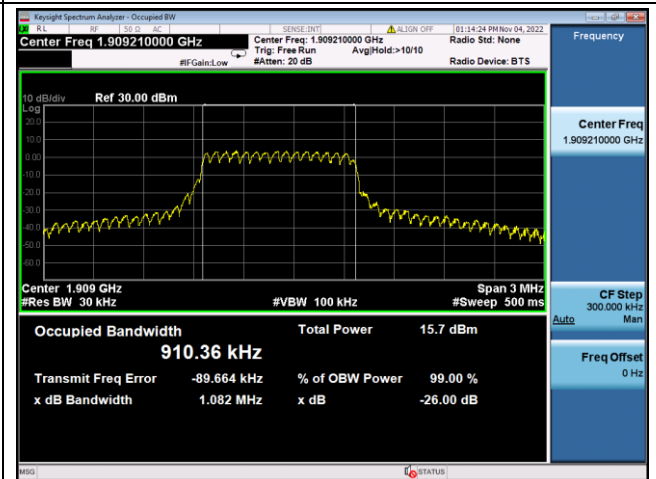 Keysight Spectrum Analyzer - Occupied BW
RL RF 50 Ω AC SENSE:INT ALIGN OFF 01:14:24 PM Nov 04, 2022
Center Freq 1.909210000 GHz
Center Freq: 1.909210000 GHz
Radio Std: None
Trig: Free Run Avg|Hold:>10/10
#IFGain:Low #Atten: 20 dB Radio Device: BTS
Frequency
10 dB/div Ref 30.00 dBm
Log
20.0
10.0
0.00
-10.0
-20.0
-30.0
-40.0
-50.0
-60.0
Center Freq
1.909210000 GHz
Center 1.909 GHz Span 3 MHz
#Res BW 30 kHz #VBW 100 kHz #Sweep 500 ms
CF Step
300.000 kHz
Auto Man
Occupied Bandwidth Total Power 15.7 dBm
910.36 kHz
Freq Offset
0 Hz
Transmit Freq Error -89.664 kHz % of OBW Power 99.00 %
x dB Bandwidth 1.082 MHz x dB -26.00 dB
MSG STATUS